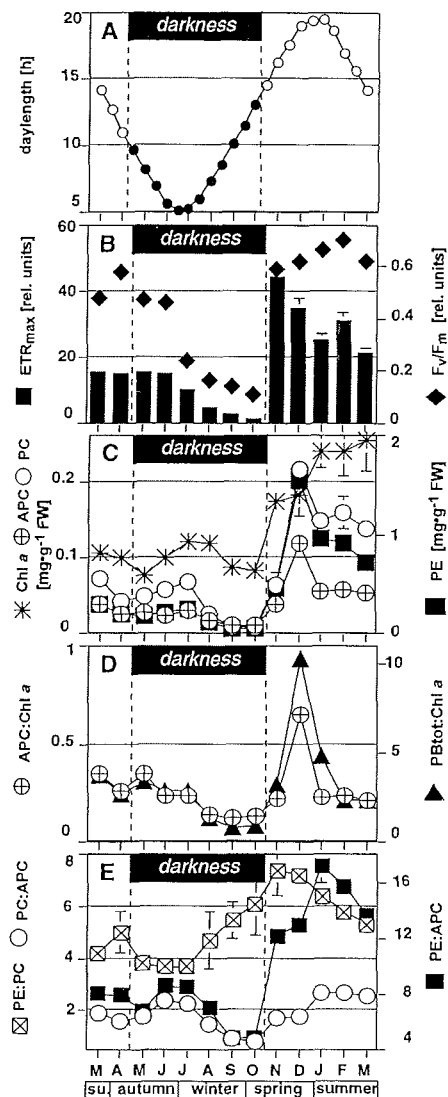 A
darkness
daylength [h]
20
15
10
5
B
darkness
ETRmax [rel. units]
60
40
20
0
Fv/Fm [rel. units]
0.6
0.4
0.2
0
C
darkness
Chl a APC PC
[mg•g-1 FW]
0.2
0.1
0
PE [mg•g-1 FW]
2
1
0
D
darkness
APC:Chl a
1
0.5
0
PBtot:Chl a
10
5
0
E
darkness
PE:PC PC:APC
8
6
4
2
PE:APC
16
12
8
4
M A M J J A S O N D J F M
su. autumn winter spring summer